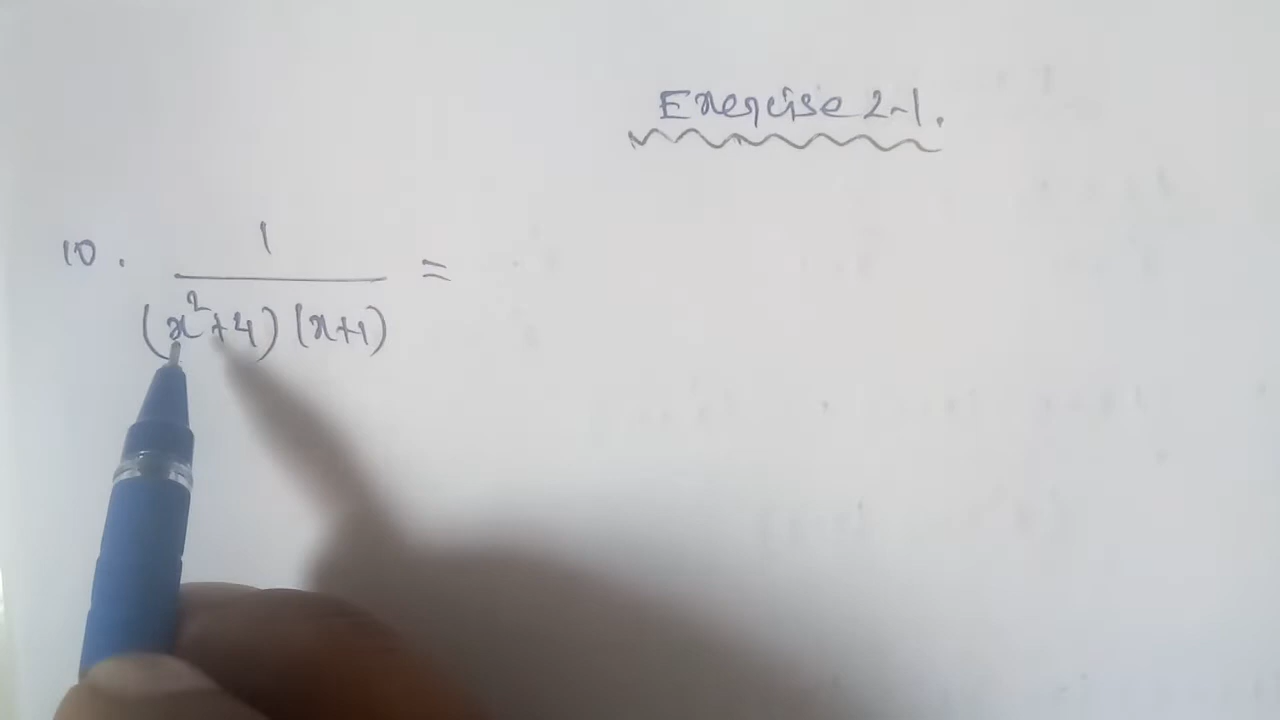 Exercise 2-1.
10. 1
=
(x²+4) (x+1)